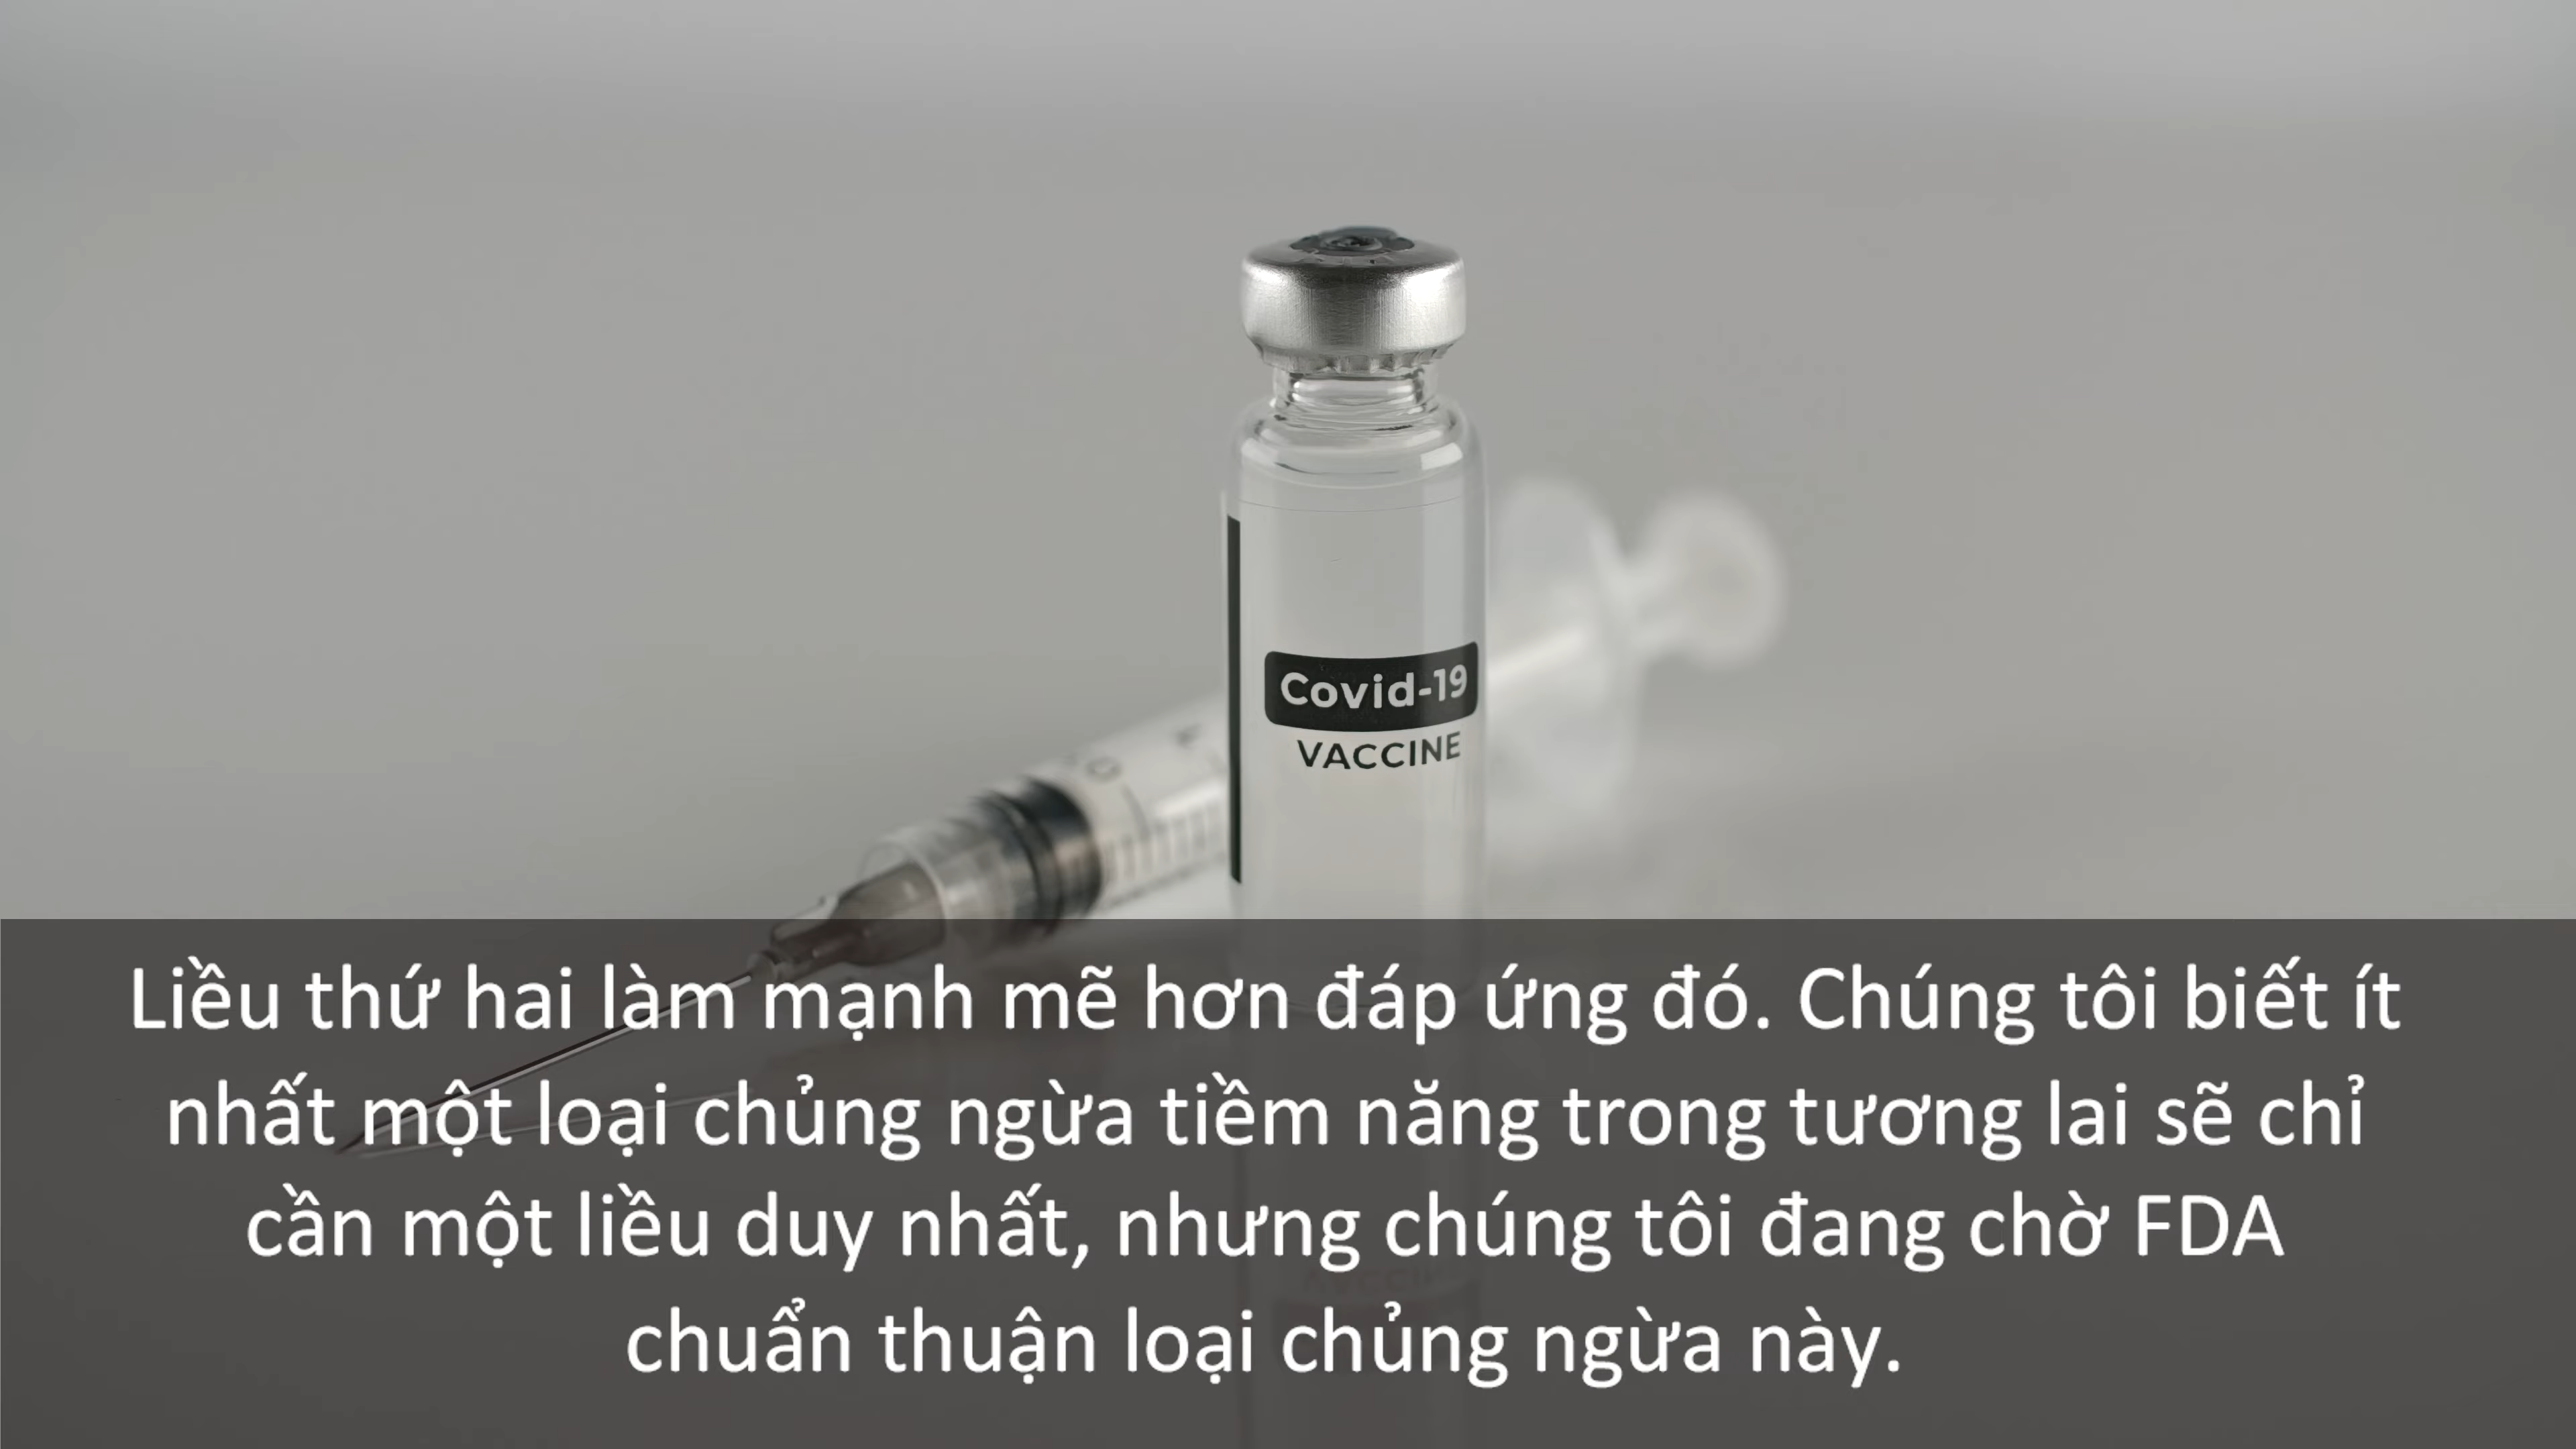 Covid-19
VACCINE
Liều thứ hai làm mạnh mẽ hơn đáp ứng đó. Chúng tôi biết ít
nhất một loại chủng ngừa tiềm năng trong tương lai sẽ chỉ
cần một liều duy nhất, nhưng chúng tôi đang chờ FDA
chuẩn thuận loại chủng ngừa này.